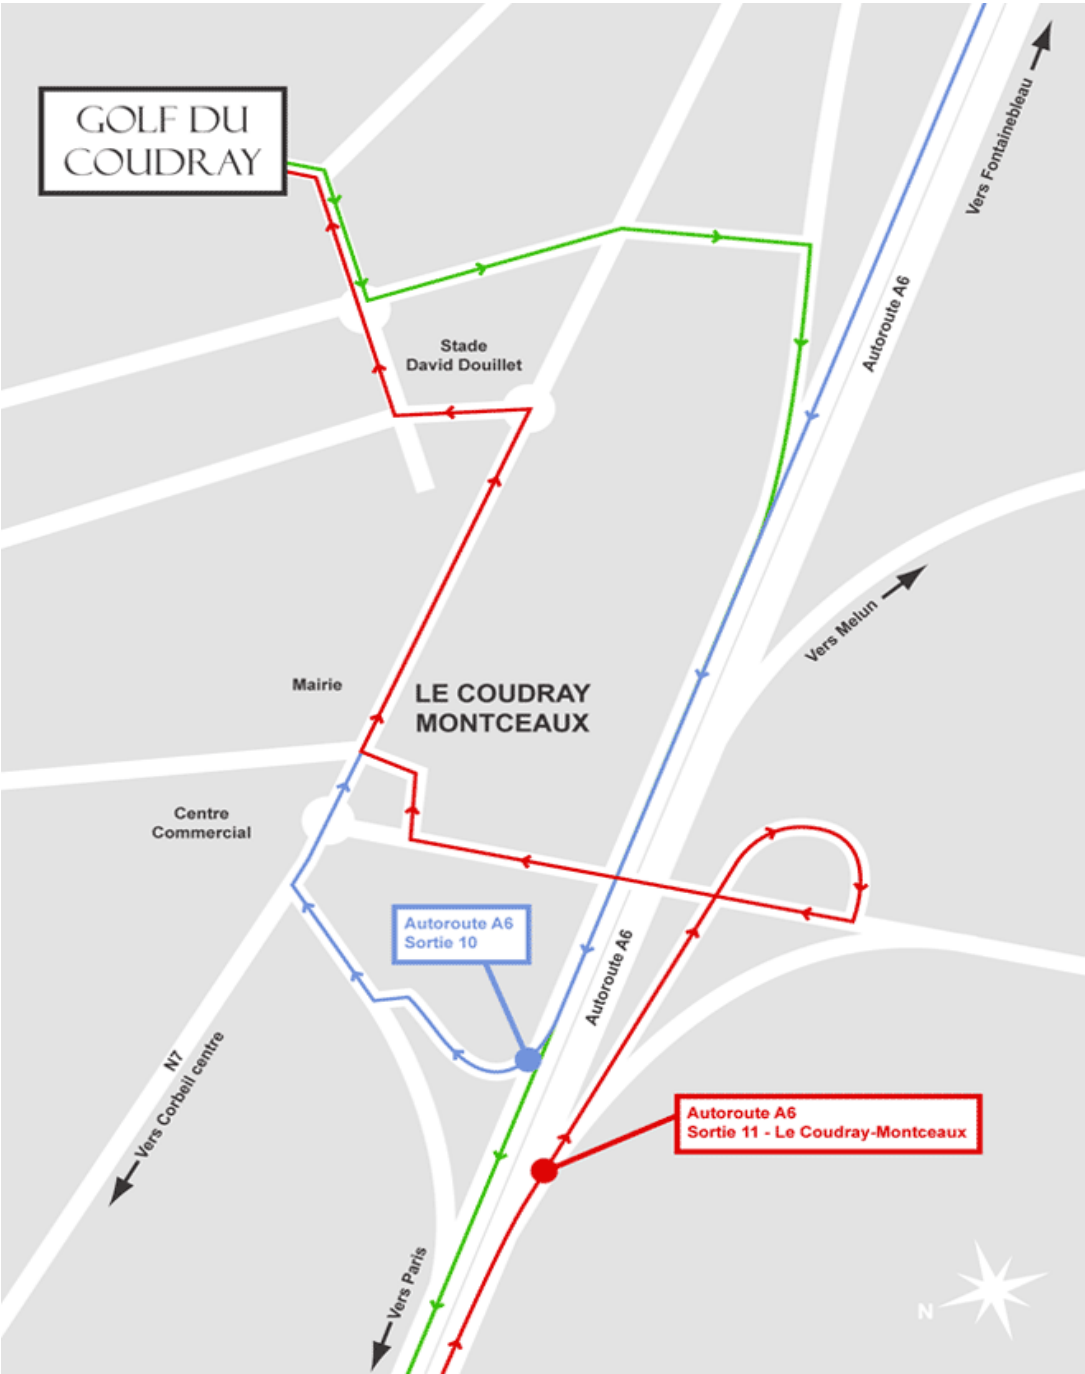 GOLF DU
COUDRAY
Vers Fontainebleau
Autoroute A6
Stade
David Douillet
Vers Melun
Mairie
LE COUDRAY
MONTCEAUX
Centre
Commercial
Autoroute A6
Sortie 10
Autoroute A6
N7
Vers Corbeil centre
Autoroute A6
Sortie 11 - Le Coudray-Montceaux
Vers Paris
N